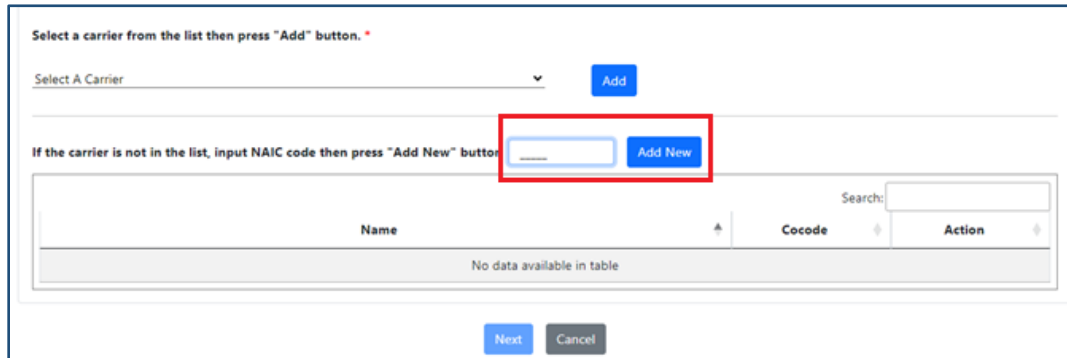 Select a carrier from the list then press "Add" button. *
Select A Carrier
Add
If the carrier is not in the list, input NAIC code then press "Add New" button
_____
Add New
Search:
Name
Cocode
Action
No data available in table
Next
Cancel